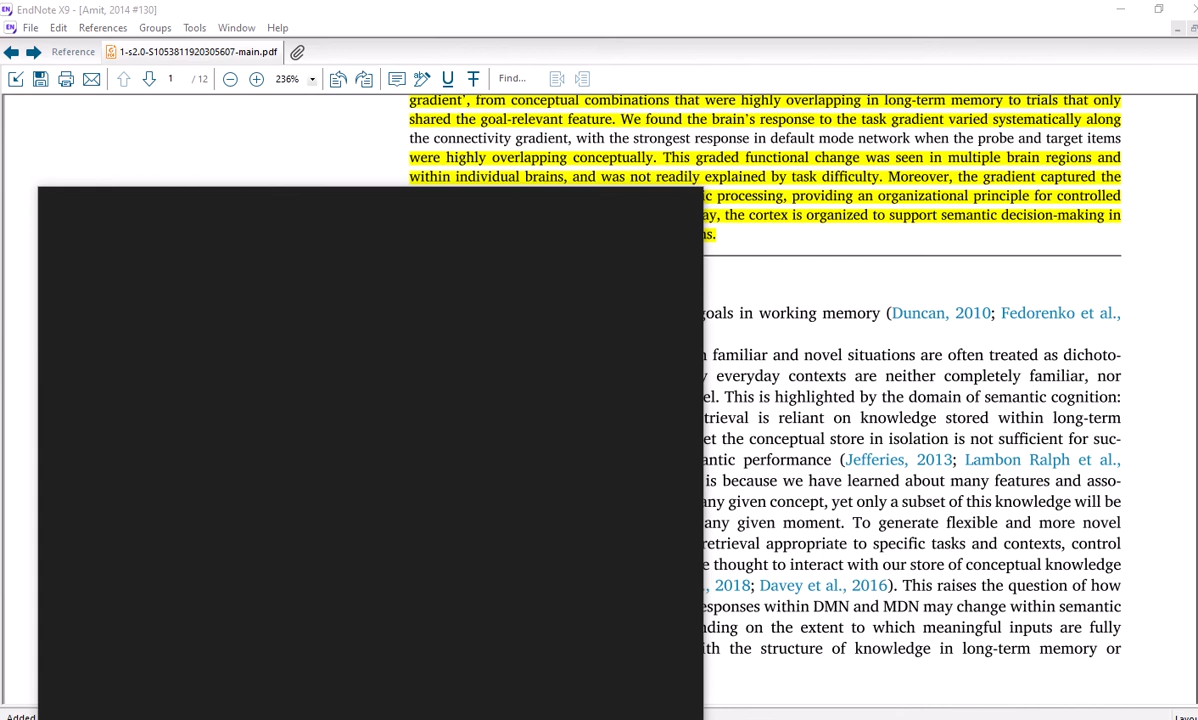 EndNote X9 - [Amit, 2014 #130]
File Edit References Groups Tools Window Help
Reference 1-s2.0-S1053811920305607-main.pdf
1 / 12 236% Find...
gradient', from conceptual combinations that were highly overlapping in long-term memory to trials that only
shared the goal-relevant feature. We found the brain's response to the task gradient varied systematically along
the connectivity gradient, with the strongest response in default mode network when the probe and target items
were highly overlapping conceptually. This graded functional change was seen in multiple brain regions and
within individual brains, and was not readily explained by task difficulty. Moreover, the gradient captured the
processing, providing an organizational principle for controlled
the cortex is organized to support semantic decision-making in
goals in working memory (Duncan, 2010; Fedorenko et al.,
familiar and novel situations are often treated as dichoto-
everyday contexts are neither completely familiar, nor
This is highlighted by the domain of semantic cognition:
is reliant on knowledge stored within long-term
the conceptual store in isolation is not sufficient for suc-
performance (Jefferies, 2013; Lambon Ralph et al.,
is because we have learned about many features and asso-
any given concept, yet only a subset of this knowledge will be
any given moment. To generate flexible and more novel
retrieval appropriate to specific tasks and contexts, control
thought to interact with our store of conceptual knowledge
2018; Davey et al., 2016). This raises the question of how
responses within DMN and MDN may change within semantic
on the extent to which meaningful inputs are fully
the structure of knowledge in long-term memory or
Added